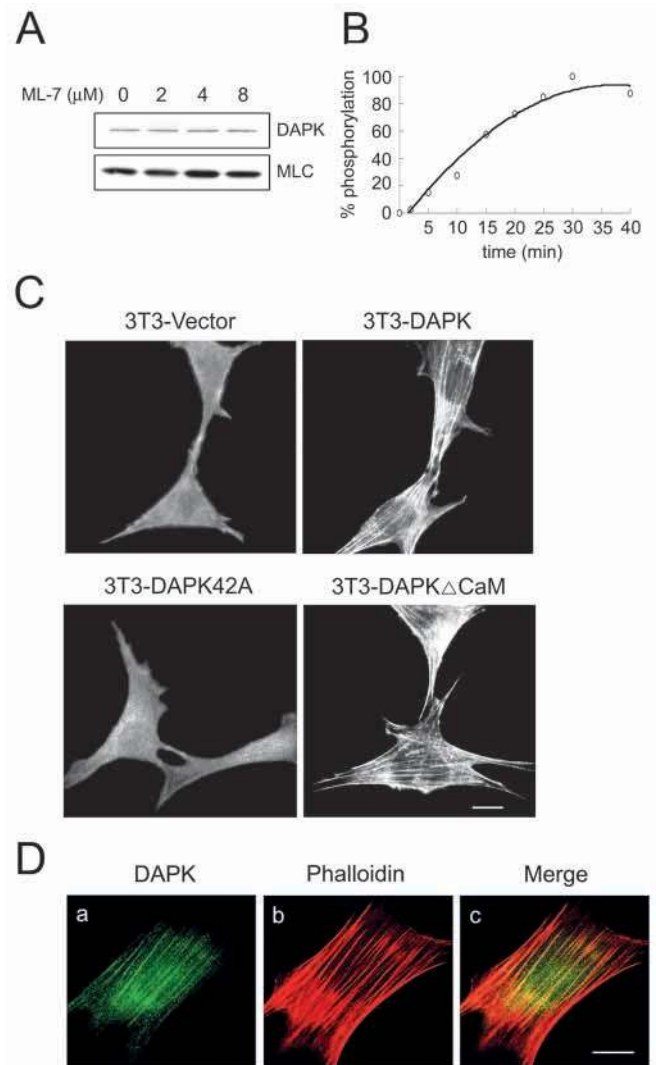 A
ML-7 (μM) 0 2 4 8
DAPK
MLC
B
% phosphorylation
100
80
60
40
20
0
5 10 15 20 25 30 35 40
time (min)
C
3T3-Vector 3T3-DAPK
3T3-DAPK42A 3T3-DAPK△CaM
D
DAPK Phalloidin Merge
a b c